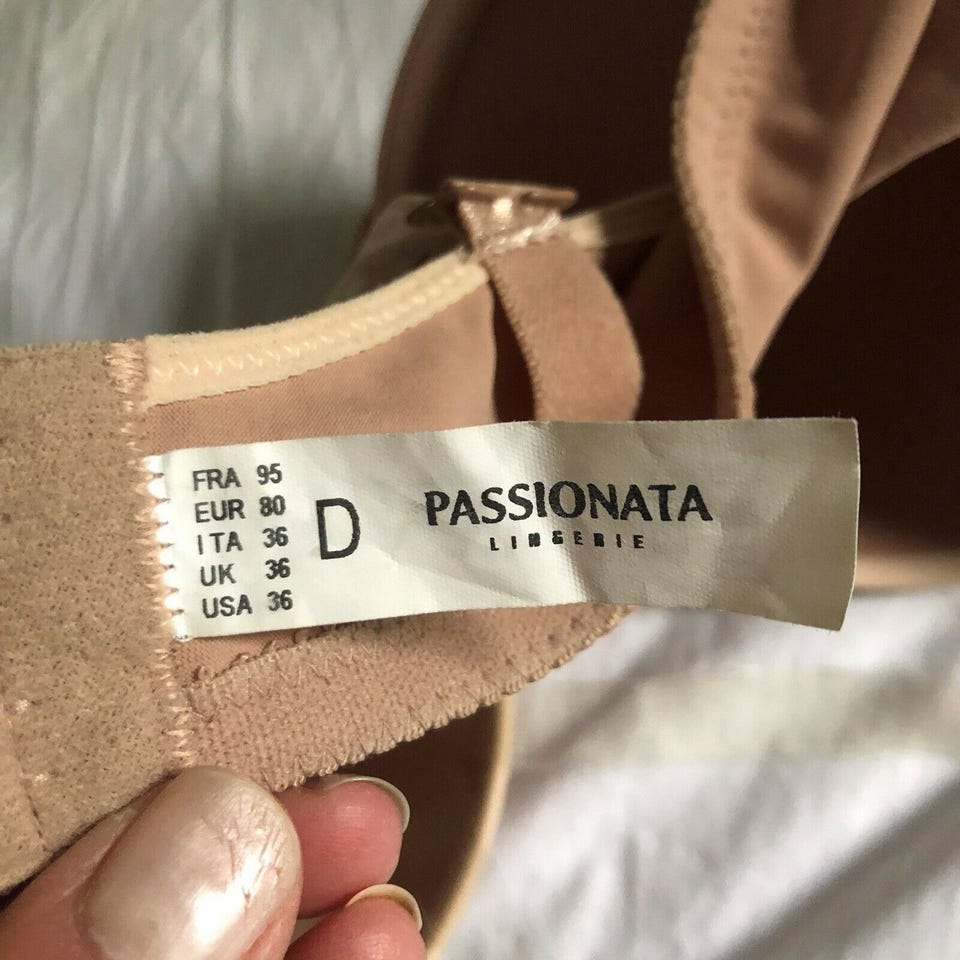 FRA 95
EUR 80
ITA 36
UK 36
USA 36
D
PASSIONATA
LINGERIE